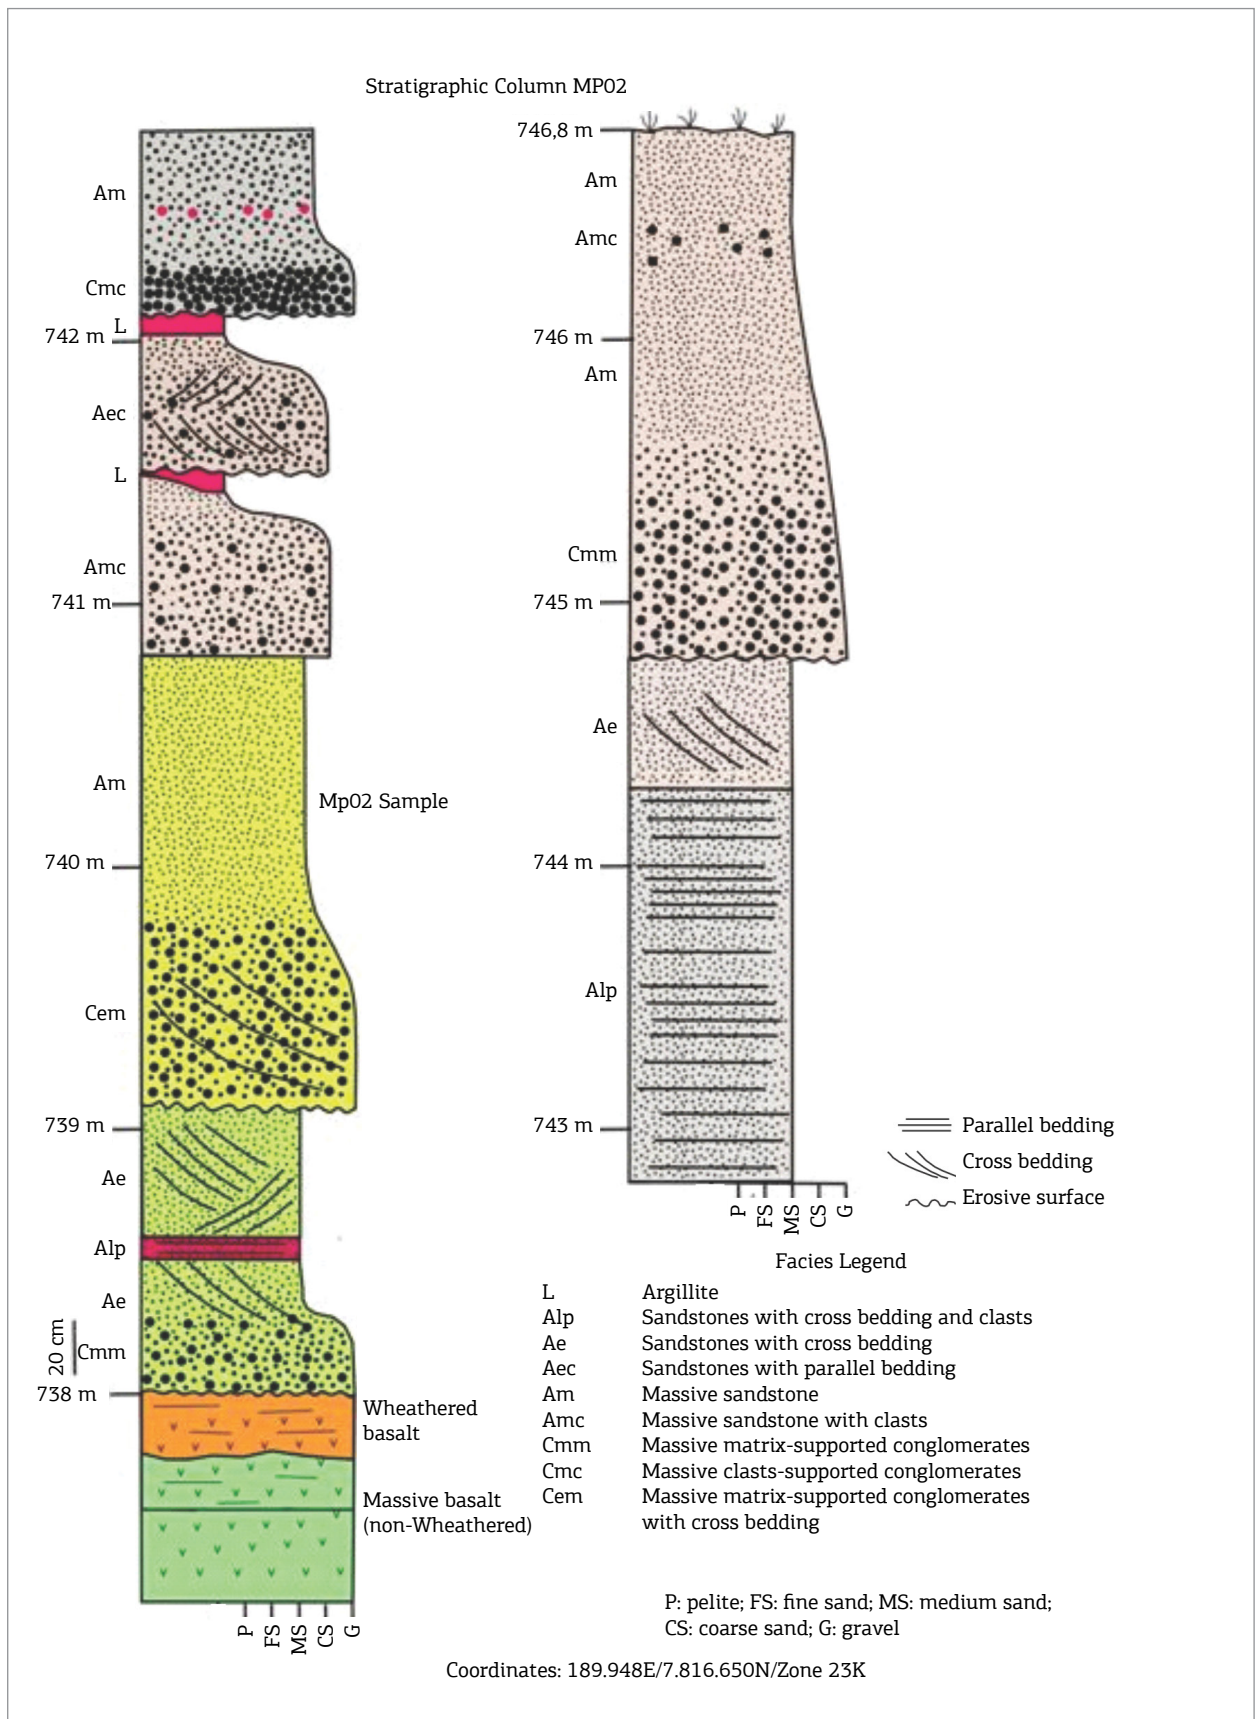 Stratigraphic Column MP02
Am
Cmc
L
742 m
Aec
L
Amc
741 m
Am
Mp02 Sample
740 m
Cem
739 m
Ae
Alp
Ae
20 cm
Cmm
738 m
Wheathered
basalt
Massive basalt
(non-Wheathered)
P
FS
MS
CS
G
746,8 m
Am
Amc
746 m
Am
Cmm
745 m
Ae
744 m
Alp
743 m
P
FS
MS
CS
G
Parallel bedding
Cross bedding
Erosive surface
Facies Legend
L Argillite
Alp Sandstones with cross bedding and clasts
Ae Sandstones with cross bedding
Aec Sandstones with parallel bedding
Am Massive sandstone
Amc Massive sandstone with clasts
Cmm Massive matrix-supported conglomerates
Cmc Massive clasts-supported conglomerates
Cem Massive matrix-supported conglomerates
with cross bedding
P: pelite; FS: fine sand; MS: medium sand;
CS: coarse sand; G: gravel
Coordinates: 189.948E/7.816.650N/Zone 23K